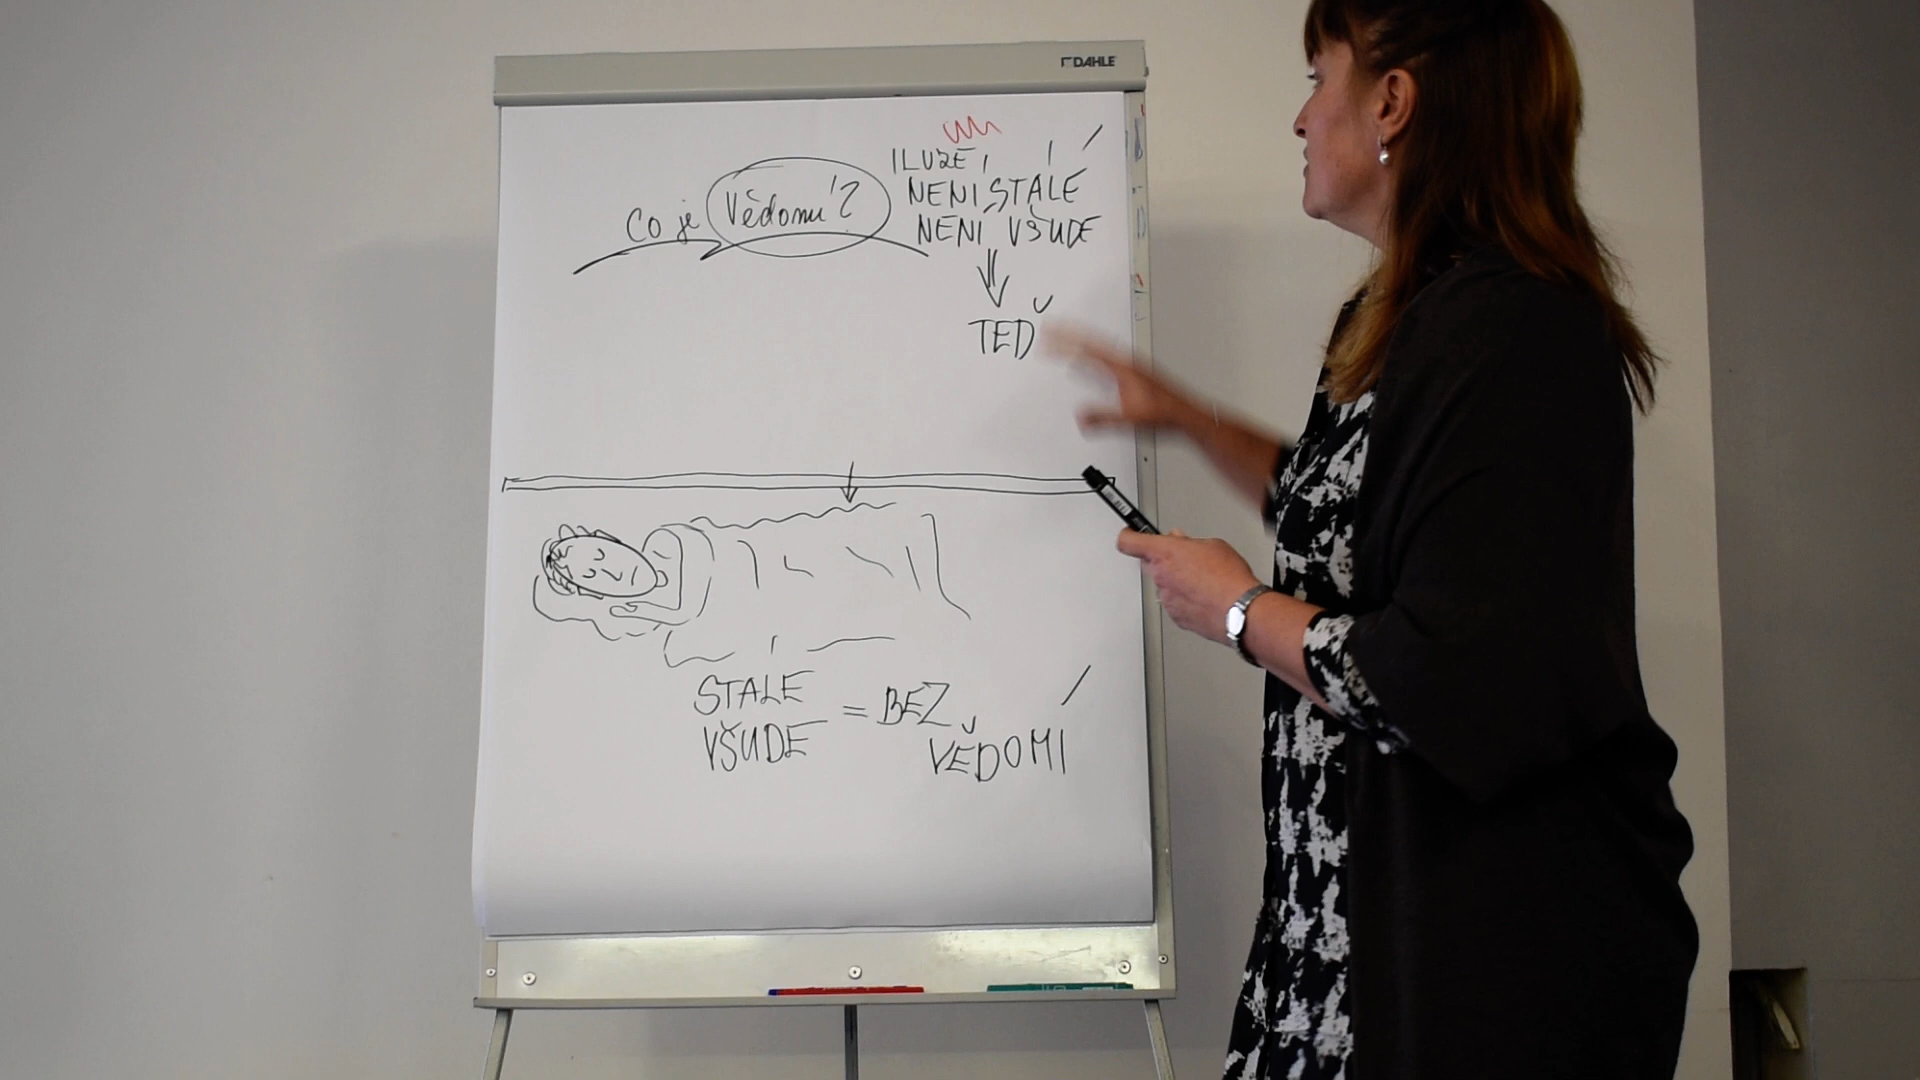 DAHLE
ILUZE
NENÍ STÁLE
NENÍ VŠUDE
Co je Vědomí?
TEĎ
STÁLE
VŠUDE
= BEZ
VĚDOMÍ